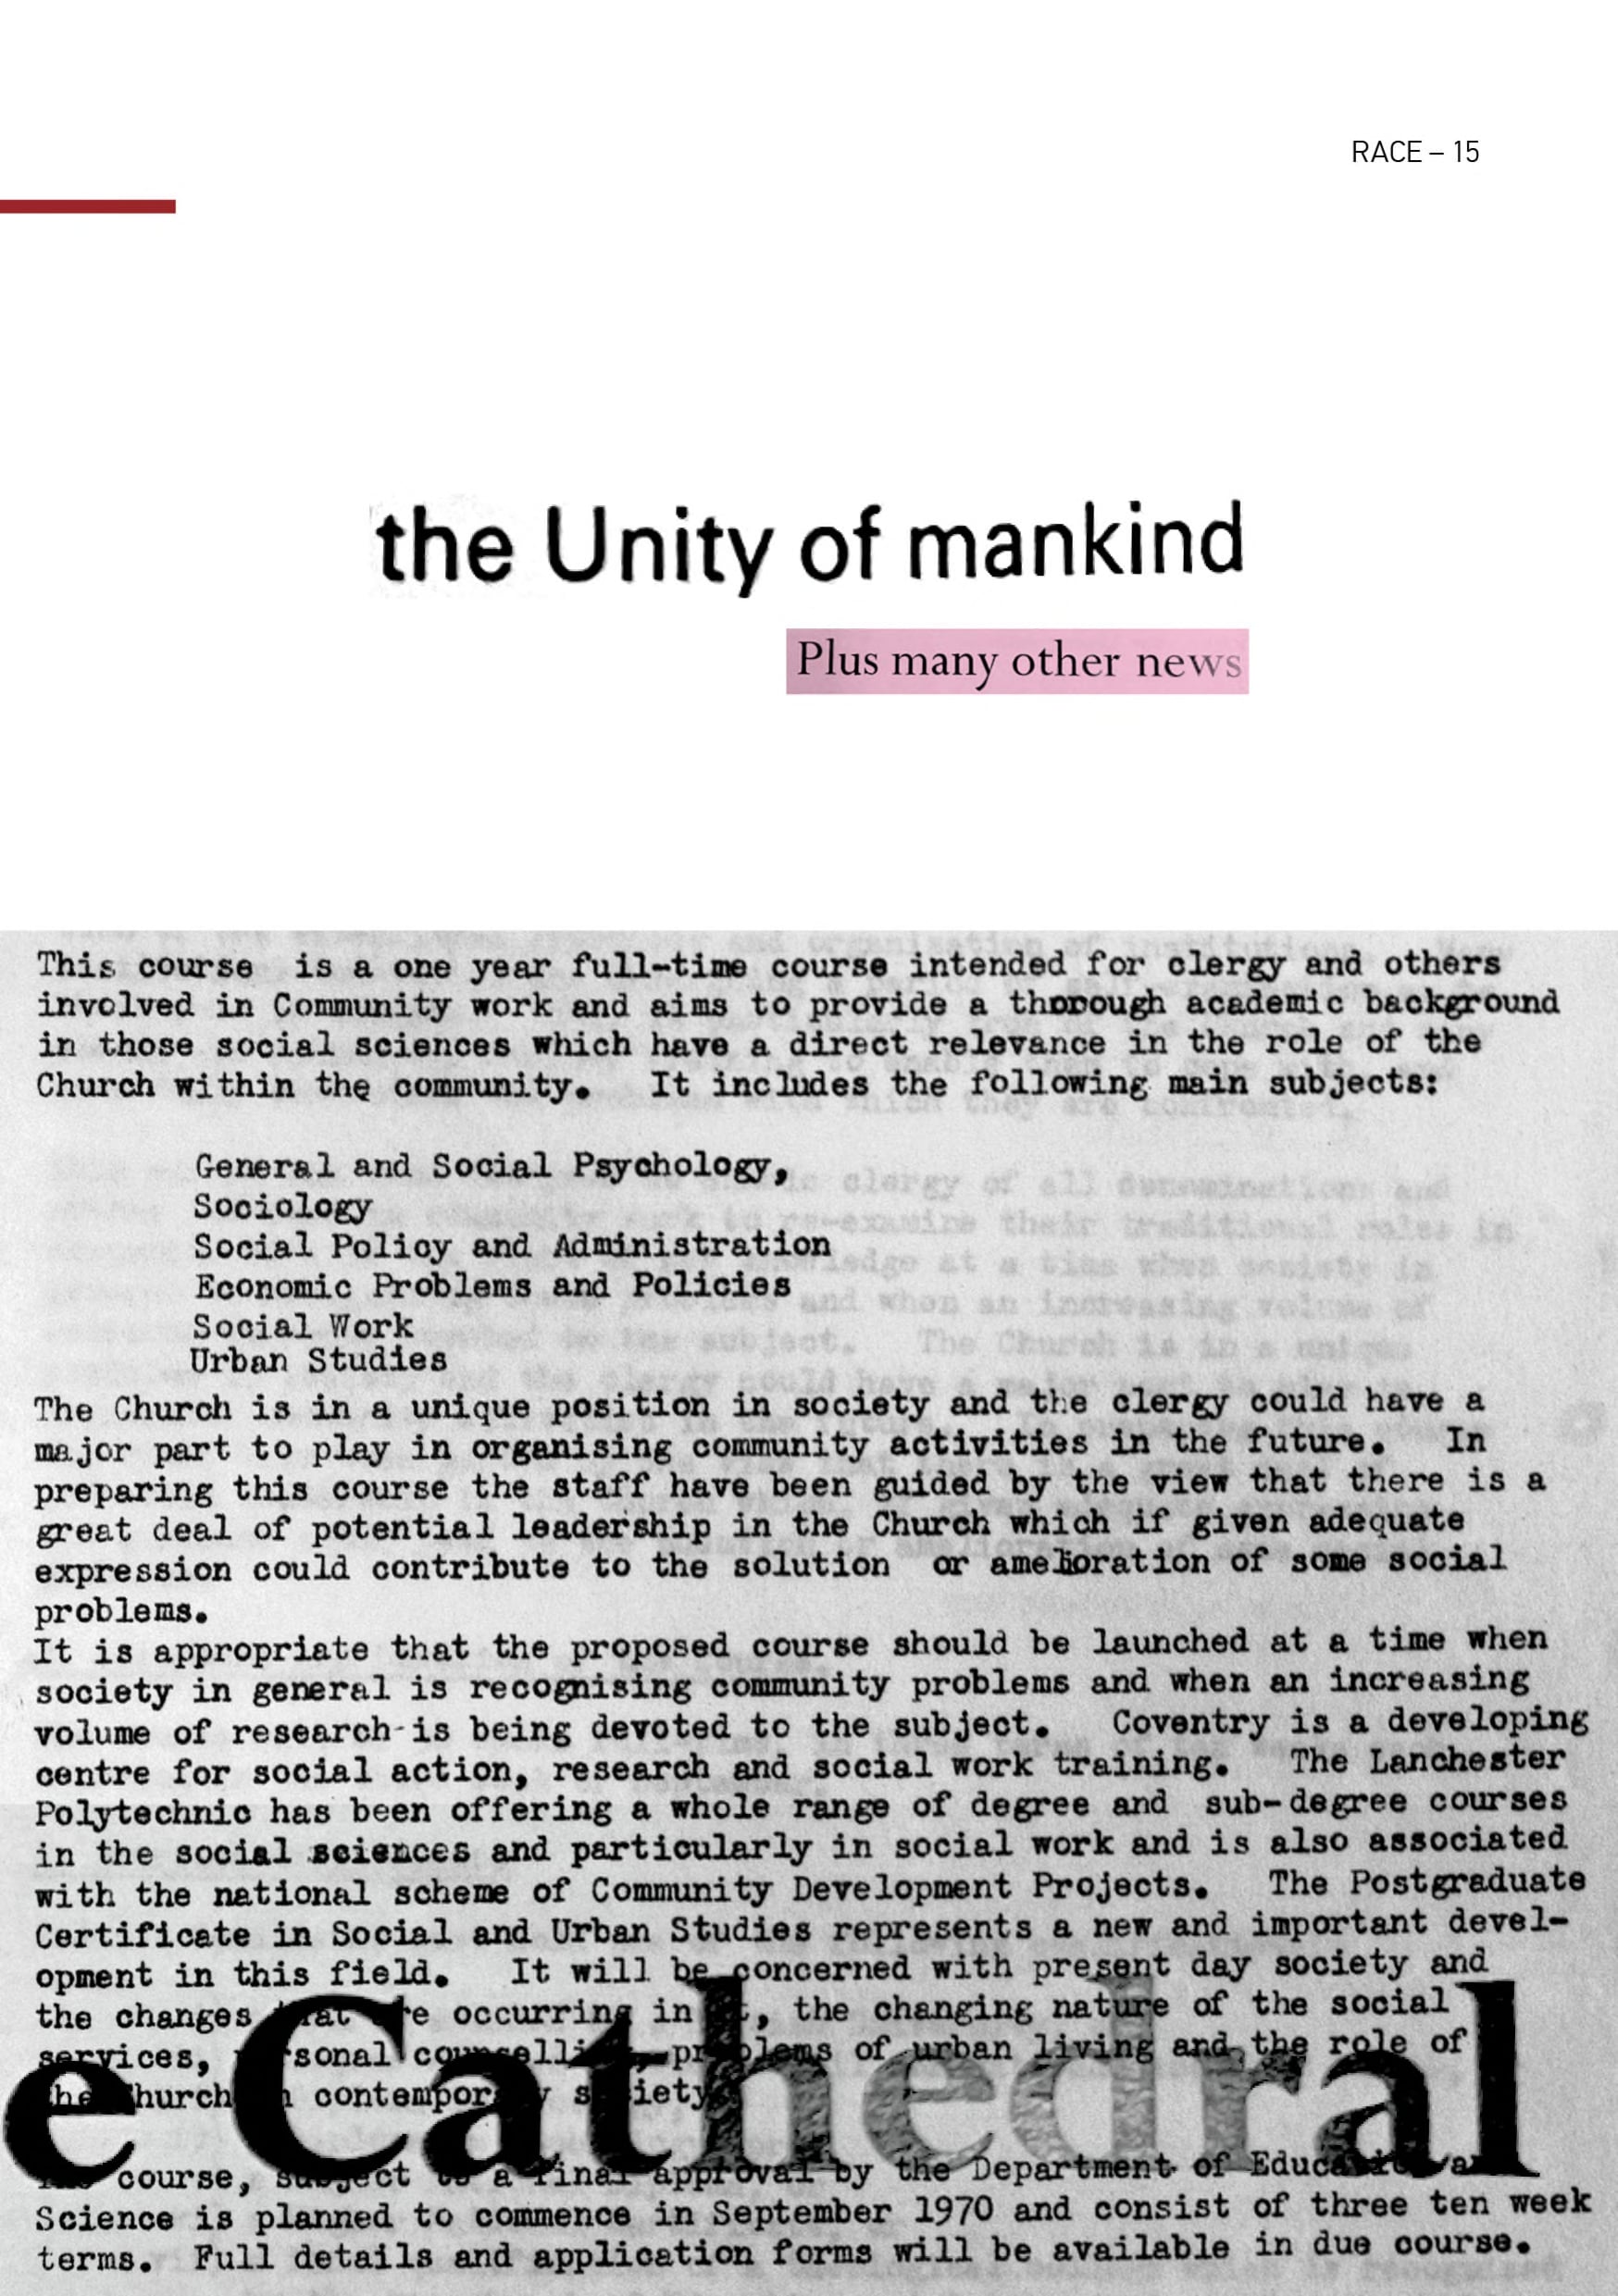 RACE – 15
the Unity of mankind
Plus many other news
This course is a one year full-time course intended for clergy and others
involved in Community work and aims to provide a thorough academic background
in those social sciences which have a direct relevance in the role of the
Church within the community. It includes the following main subjects:
General and Social Psychology,
Sociology
Social Policy and Administration
Economic Problems and Policies
Social Work
Urban Studies
The Church is in a unique position in society and the clergy could have a
major part to play in organising community activities in the future. In
preparing this course the staff have been guided by the view that there is a
great deal of potential leadership in the Church which if given adequate
expression could contribute to the solution or amelioration of some social
problems.
It is appropriate that the proposed course should be launched at a time when
society in general is recognising community problems and when an increasing
volume of research is being devoted to the subject. Coventry is a developing
centre for social action, research and social work training. The Lanchester
Polytechnic has been offering a whole range of degree and sub-degree courses
in the social sciences and particularly in social work and is also associated
with the national scheme of Community Development Projects. The Postgraduate
Certificate in Social and Urban Studies represents a new and important devel-
opment in this field. It will be concerned with present day society and
the changes that are occurring in it, the changing nature of the social
services, personal counselling, problems of urban living and the role of
the Church in contemporary society.
e Cathedral
The course, subject to a final approval by the Department of Education and
Science is planned to commence in September 1970 and consist of three ten week
terms. Full details and application forms will be available in due course.